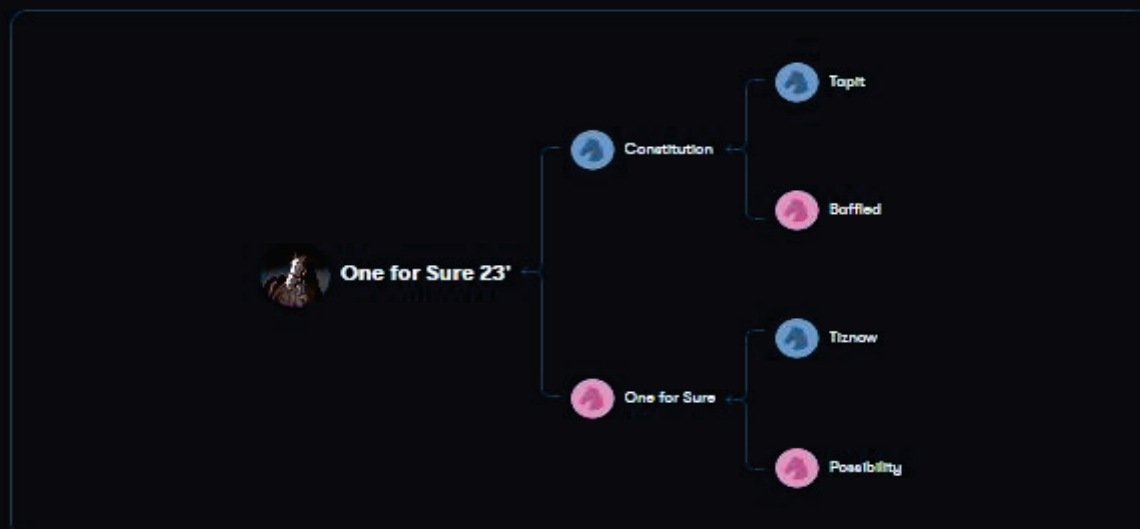 Tapit
Constitution
Baffled
One for Sure 23'
Tiznow
One for Sure
Possibility